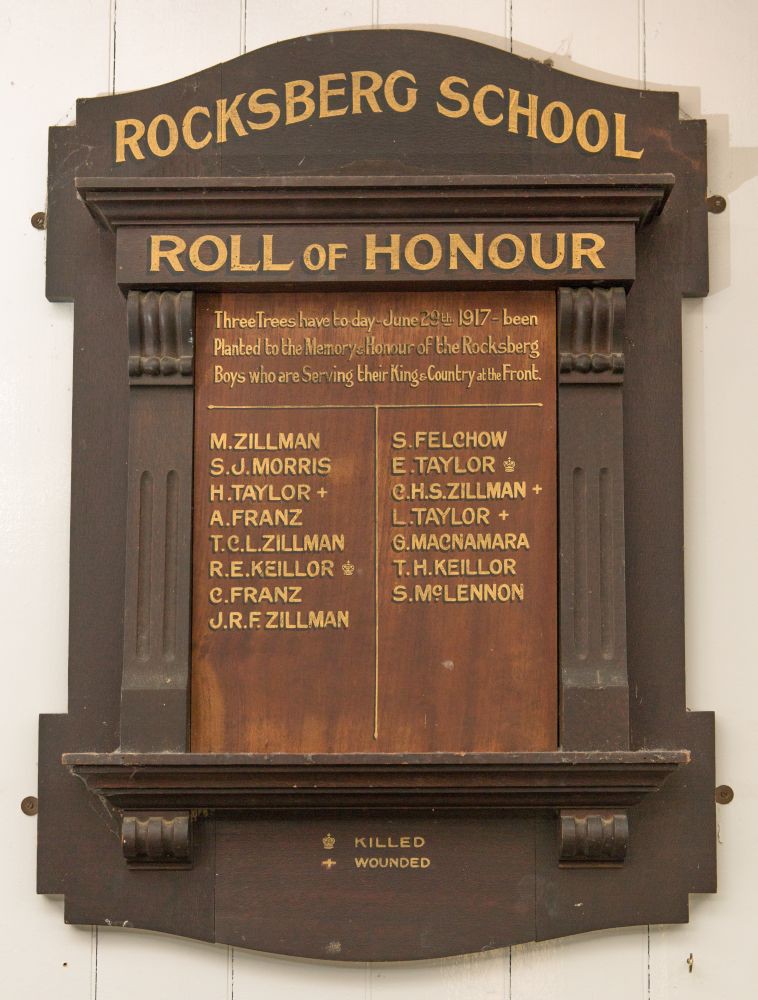 ROCKSBERG SCHOOL
ROLL OF HONOUR
Three Trees have to-day-June 29th 1917-been
Planted to the Memory & Honour of the Rocksberg
Boys who are Serving their King & Country at the Front.
M.ZILLMAN
S.J.MORRIS
H.TAYLOR +
A.FRANZ
T.C.L.ZILLMAN
R.E.KEILLOR
C.FRANZ
J.R.F.ZILLMAN
S.FELCHOW
E.TAYLOR
C.H.S.ZILLMAN +
L.TAYLOR +
G.MACNAMARA
T.H.KEILLOR
S.McLENNON
KILLED
+ WOUNDED